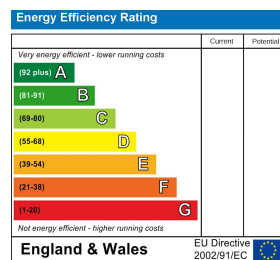 Energy Efficiency Rating
Current Potential
Very energy efficient - lower running costs
(92 plus) A
(81-91) B
(69-80) C
(55-68) D
(39-54) E
(21-38) F
(1-20) G
Not energy efficient - higher running costs
England & Wales
EU Directive
2002/91/EC